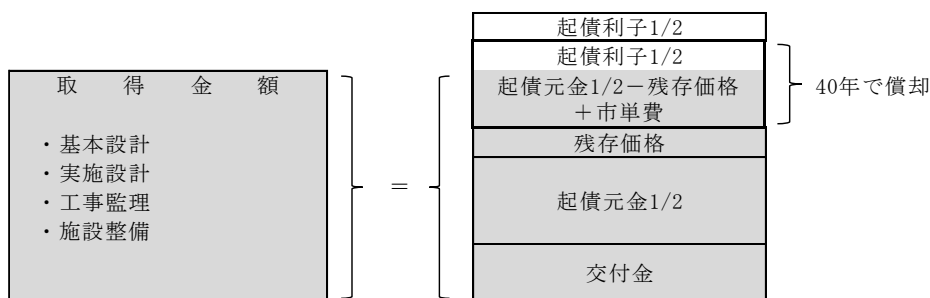 取得金額
・基本設計
・実施設計
・工事監理
・施設整備
＝
起債利子1/2
起債利子1/2
起債元金1/2－残存価格
＋市単費
残存価格
起債元金1/2
交付金
40年で償却